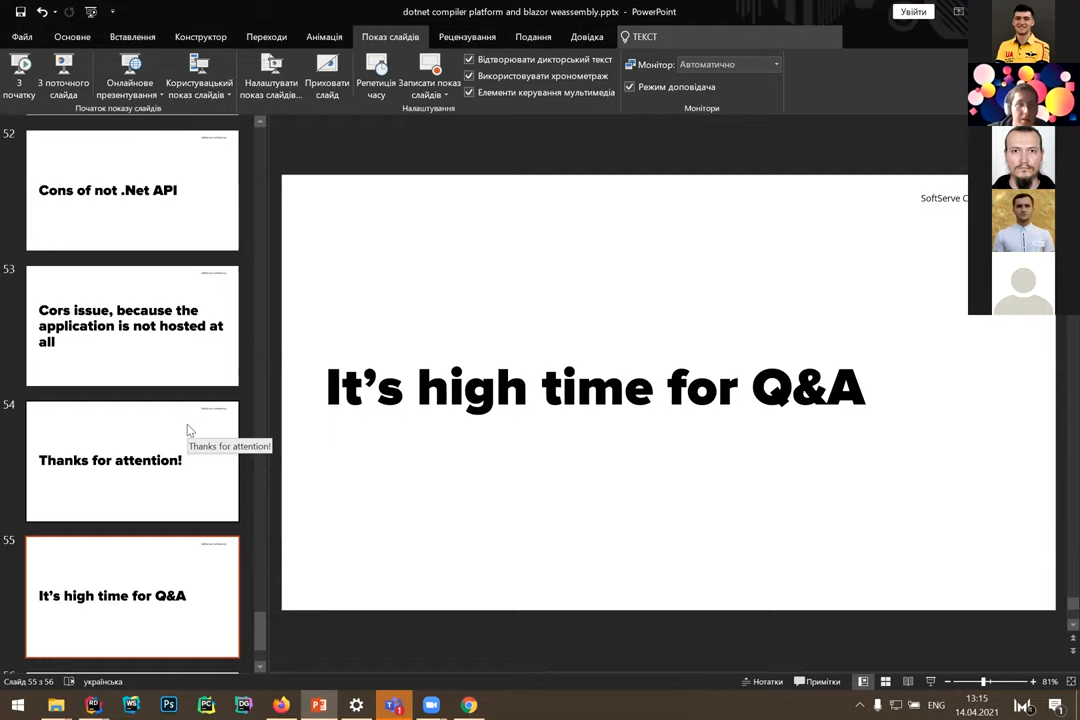 dotnet compiler platform and blazor weassembly.pptx - PowerPoint
Увійти
Файл Основне Вставлення Конструктор Переходи Анімація Показ слайдів Рецензування Подання Довідка ТЕКСТ
З початку
З поточного слайда
Онлайнове презентування
Користувацький показ слайдів
Початок показу слайдів
Налаштувати показ слайдів...
Приховати слайд
Репетиція часу
Записати показ слайдів
Відтворювати дикторський текст
Використовувати хронометраж
Елементи керування мультимедіа
Налаштування
Монітор: Автоматично
Режим доповідача
Монітори
52
Cons of not .Net API
53
Cors issue, because the
application is not hosted at
all
54
Thanks for attention!
Thanks for attention!
55
It's high time for Q&A
SoftServe C
It’s high time for Q&A
Слайд 55 з 56 українська
Нотатки Примітки 81%
RD WS Ps PC DG
ENG
13:15
14.04.2021